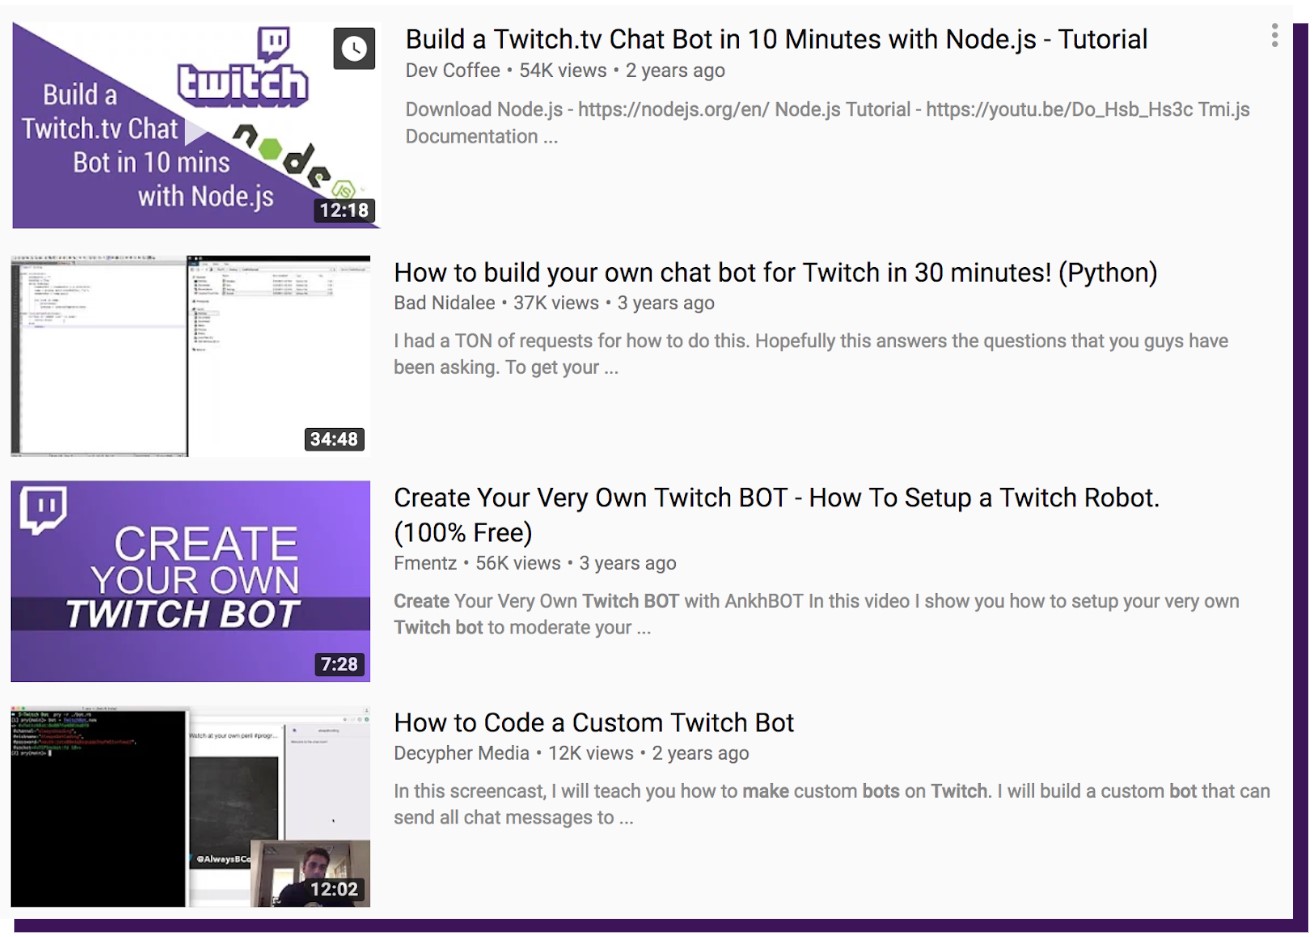 twitch
Build a
Twitch.tv Chat
Bot in 10 mins
with Node.js
node
JS
12:18
Build a Twitch.tv Chat Bot in 10 Minutes with Node.js - Tutorial
Dev Coffee • 54K views • 2 years ago
Download Node.js - https://nodejs.org/en/ Node.js Tutorial - https://youtu.be/Do_Hsb_Hs3c Tmi.js
Documentation ...
34:48
How to build your own chat bot for Twitch in 30 minutes! (Python)
Bad Nidalee • 37K views • 3 years ago
I had a TON of requests for how to do this. Hopefully this answers the questions that you guys have
been asking. To get your ...
CREATE
YOUR OWN
TWITCH BOT
7:28
Create Your Very Own Twitch BOT - How To Setup a Twitch Robot.
(100% Free)
Fmentz • 56K views • 3 years ago
Create Your Very Own Twitch BOT with AnkhBOT In this video I show you how to setup your very own
Twitch bot to moderate your ...
Watch at your own peril #progr...
@AlwaysBCo
12:02
How to Code a Custom Twitch Bot
Decypher Media • 12K views • 2 years ago
In this screencast, I will teach you how to make custom bots on Twitch. I will build a custom bot that can
send all chat messages to ...